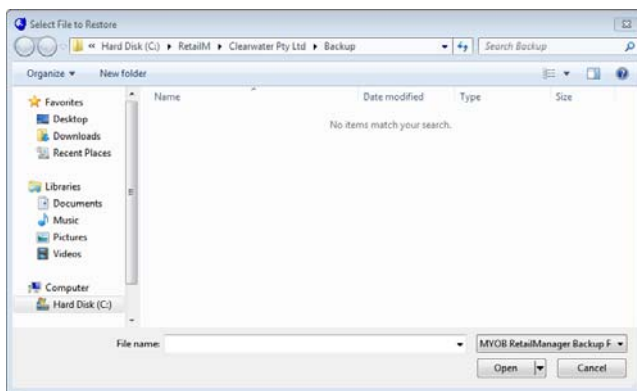 Select File to Restore
« Hard Disk (C:) ▸ RetailM ▸ Clearwater Pty Ltd ▸ Backup
Search Backup
Organize
New folder
Name
Date modified
Type
Size
No items match your search.
Favorites
Desktop
Downloads
Recent Places
Libraries
Documents
Music
Pictures
Videos
Computer
Hard Disk (C:)
File name:
MYOB RetailManager Backup F
Open
Cancel